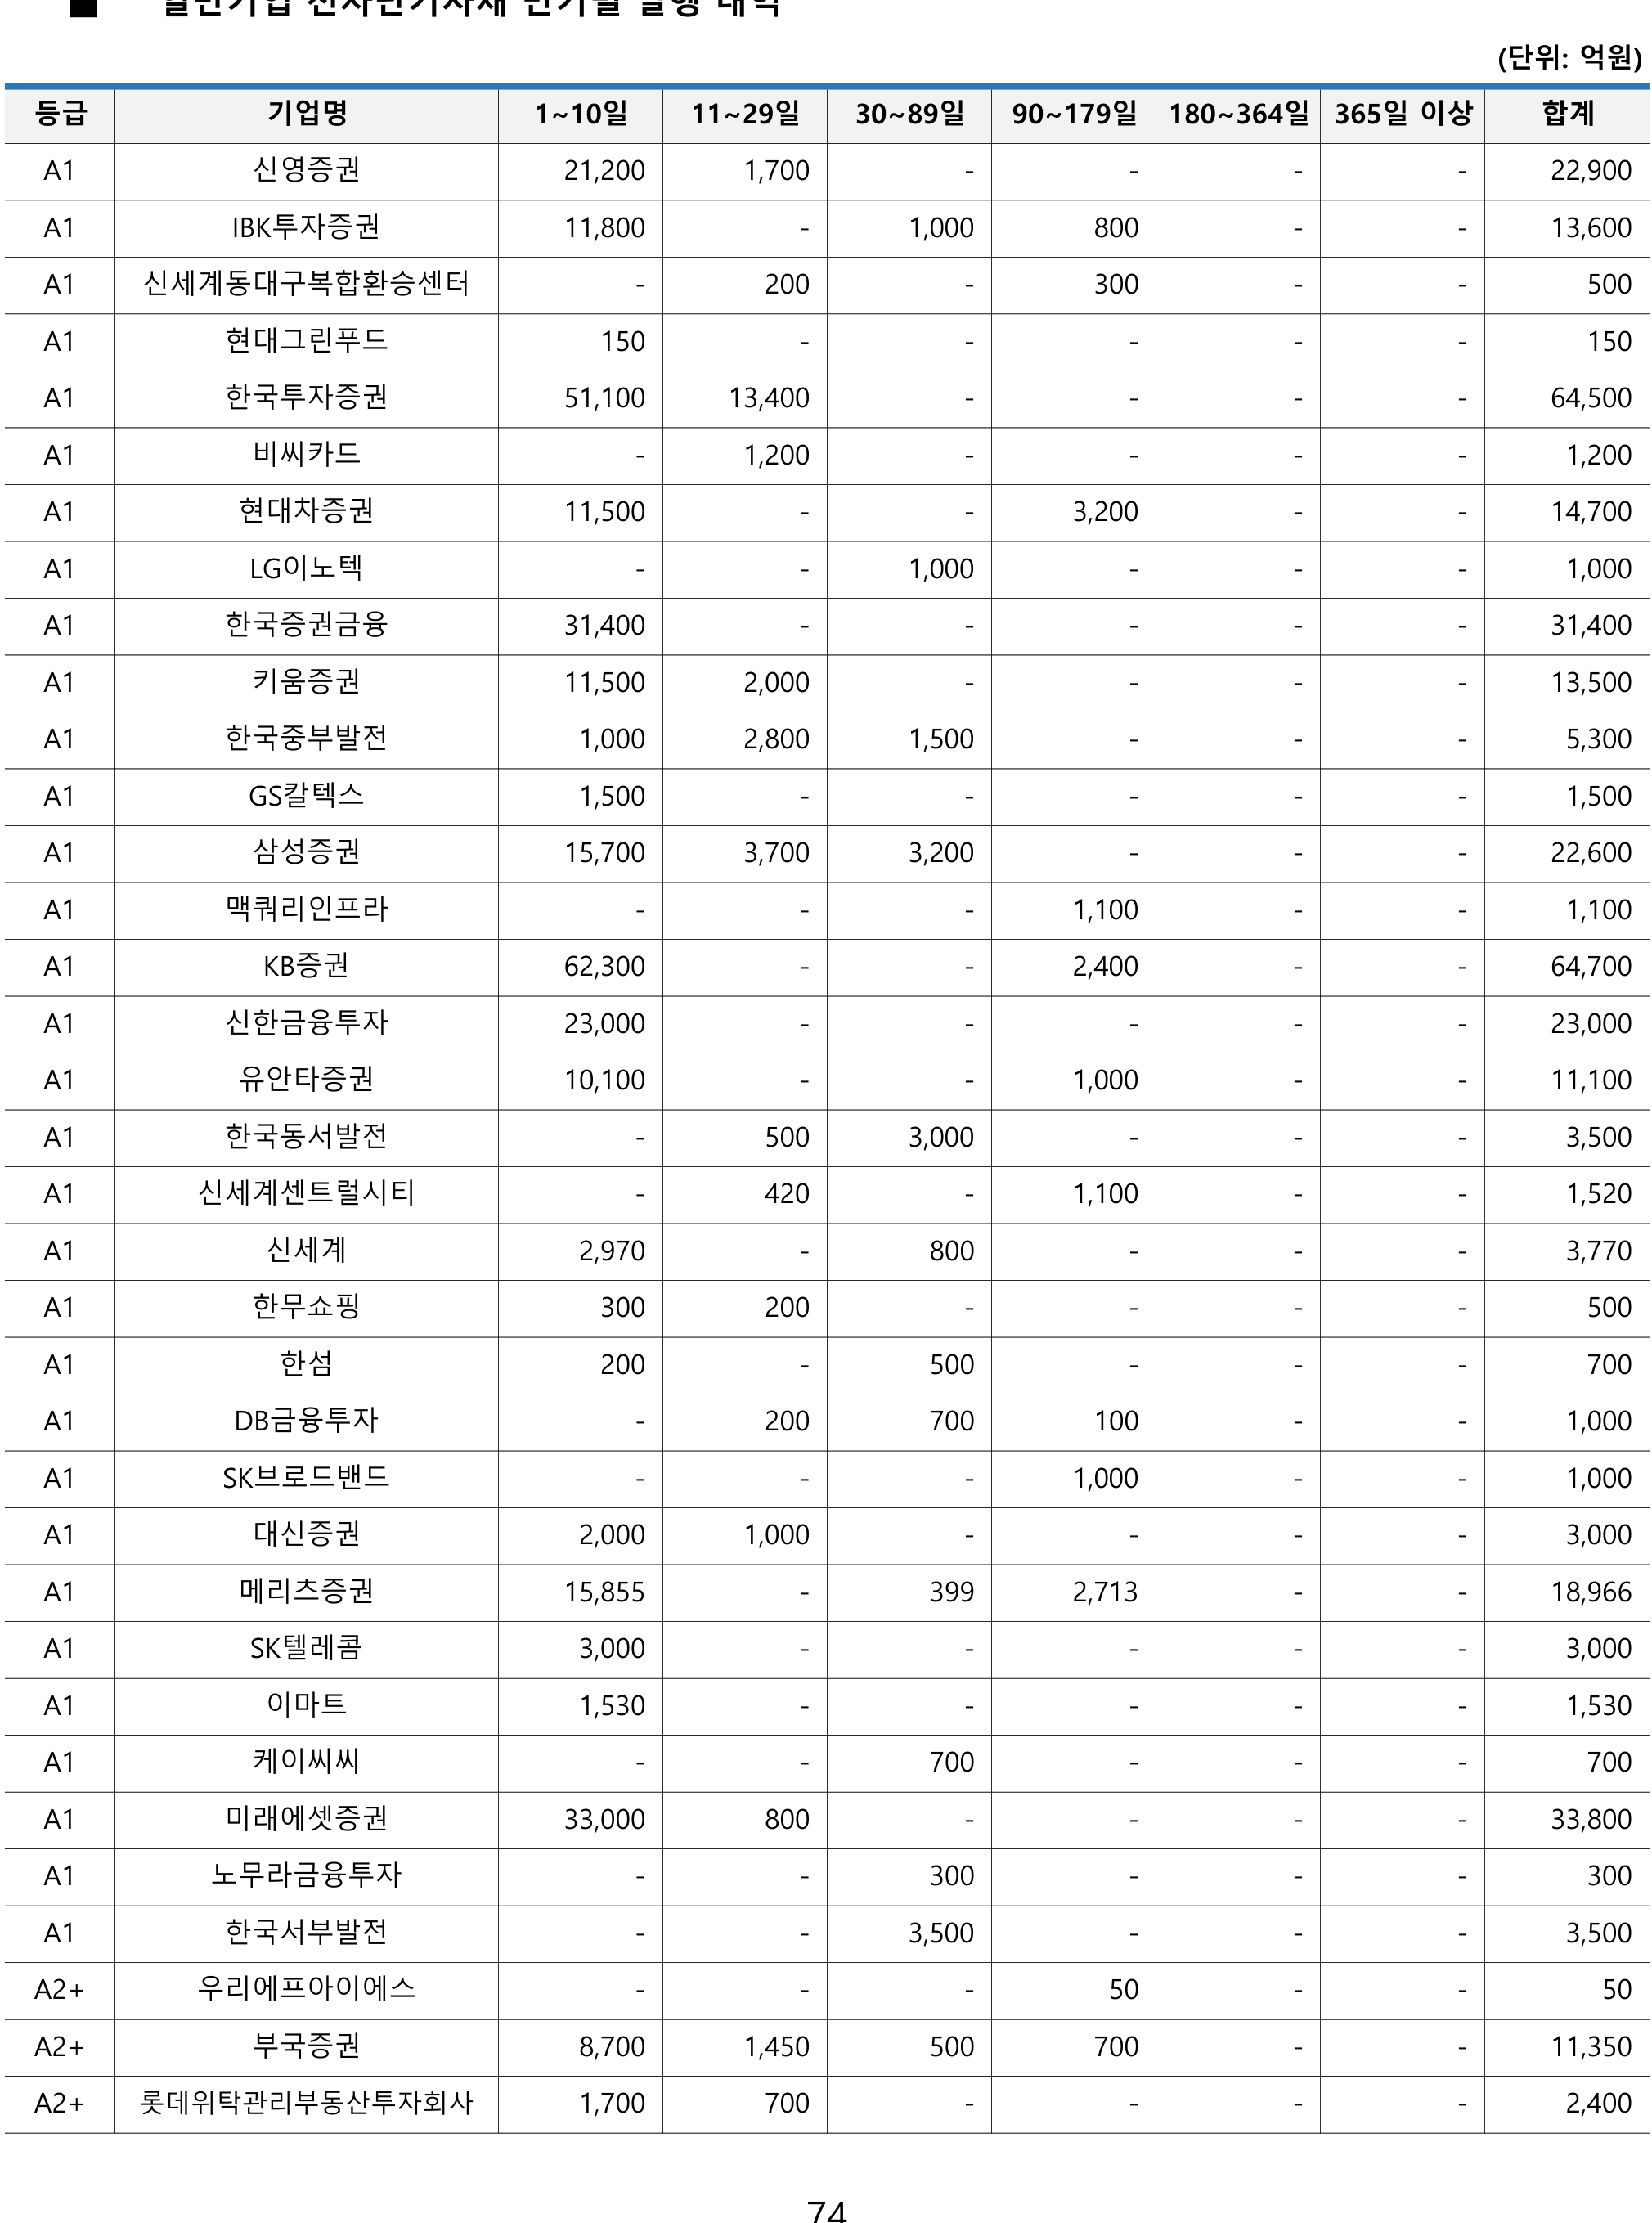 ■ 일반기업 전자단기사채 만기별 발행 내역
(단위: 억원)
등급 기업명 1~10일 11~29일 30~89일 90~179일 180~364일 365일 이상 합계
A1 신영증권 21,200 1,700 - - - - 22,900
A1 IBK투자증권 11,800 - 1,000 800 - - 13,600
A1 신세계동대구복합환승센터 - 200 - 300 - - 500
A1 현대그린푸드 150 - - - - - 150
A1 한국투자증권 51,100 13,400 - - - - 64,500
A1 비씨카드 - 1,200 - - - - 1,200
A1 현대차증권 11,500 - - 3,200 - - 14,700
A1 LG이노텍 - - 1,000 - - - 1,000
A1 한국증권금융 31,400 - - - - - 31,400
A1 키움증권 11,500 2,000 - - - - 13,500
A1 한국중부발전 1,000 2,800 1,500 - - - 5,300
A1 GS칼텍스 1,500 - - - - - 1,500
A1 삼성증권 15,700 3,700 3,200 - - - 22,600
A1 맥쿼리인프라 - - - 1,100 - - 1,100
A1 KB증권 62,300 - - 2,400 - - 64,700
A1 신한금융투자 23,000 - - - - - 23,000
A1 유안타증권 10,100 - - 1,000 - - 11,100
A1 한국동서발전 - 500 3,000 - - - 3,500
A1 신세계센트럴시티 - 420 - 1,100 - - 1,520
A1 신세계 2,970 - 800 - - - 3,770
A1 한무쇼핑 300 200 - - - - 500
A1 한섬 200 - 500 - - - 700
A1 DB금융투자 - 200 700 100 - - 1,000
A1 SK브로드밴드 - - - 1,000 - - 1,000
A1 대신증권 2,000 1,000 - - - - 3,000
A1 메리츠증권 15,855 - 399 2,713 - - 18,966
A1 SK텔레콤 3,000 - - - - - 3,000
A1 이마트 1,530 - - - - - 1,530
A1 케이씨씨 - - 700 - - - 700
A1 미래에셋증권 33,000 800 - - - - 33,800
A1 노무라금융투자 - - 300 - - - 300
A1 한국서부발전 - - 3,500 - - - 3,500
A2+ 우리에프아이에스 - - - 50 - - 50
A2+ 부국증권 8,700 1,450 500 700 - - 11,350
A2+ 롯데위탁관리부동산투자회사 1,700 700 - - - - 2,400
74